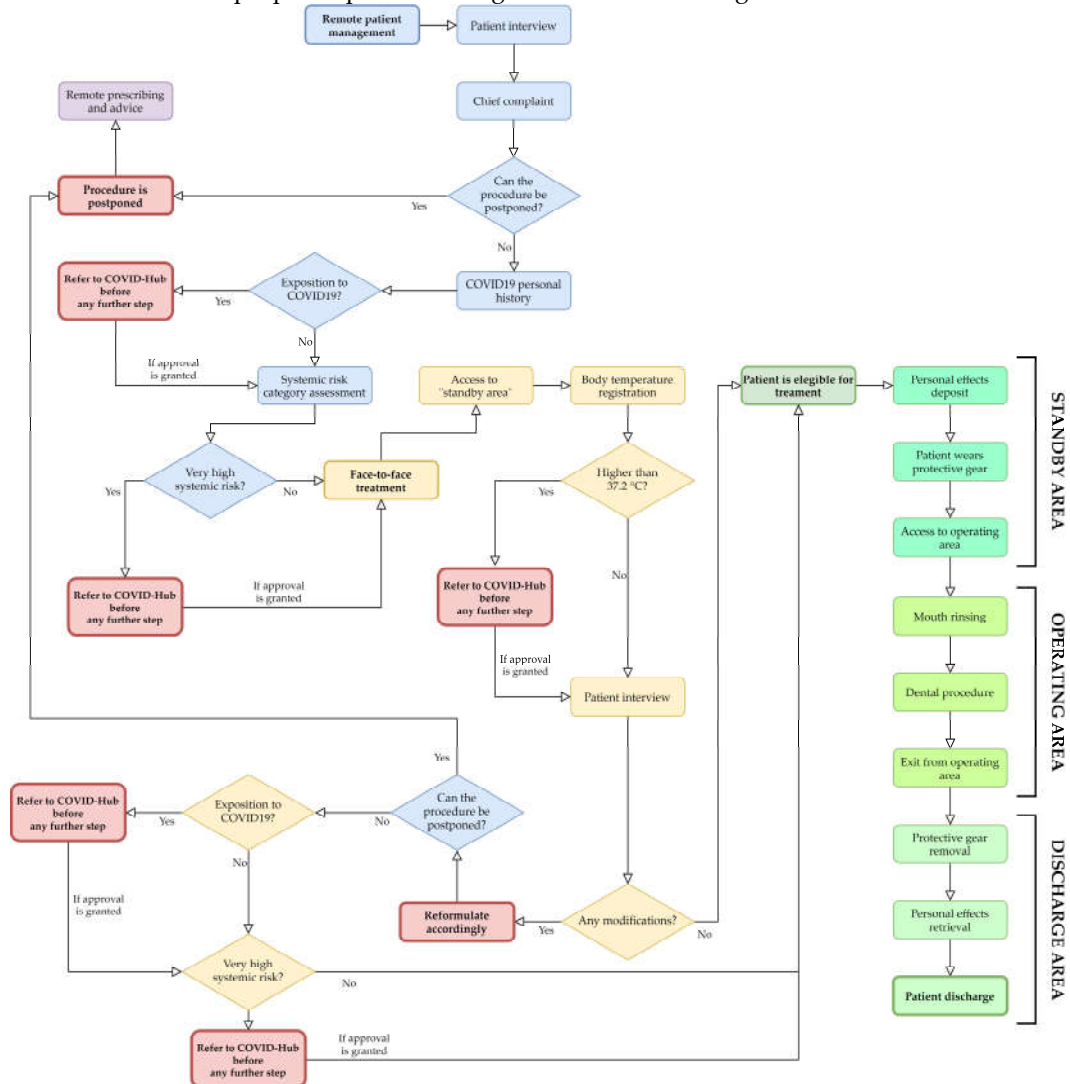 Remote patient
management
Patient interview
Remote prescribing
and advice
Chief complaint
Procedure is
postponed
Yes
Can the
procedure be
postponed?
No
Refer to COVID-Hub
before
any further step
Yes
Exposition to
COVID19?
COVID19 personal
history
No
If approval
is granted
Systemic risk
category assessment
Access to
"standby area"
Body temperature
registration
Patient is elegible for
treament
Personal effects
deposit
STANDBY AREA
Yes
Very high
systemic risk?
No
Face-to-face
treatment
Yes
Higher than
37.2 °C?
Patient wears
protective gear
Access to operating
area
No
Refer to COVID-Hub
before
any further step
If approval
is granted
Refer to COVID-Hub
before
any further step
Mouth rinsing
OPERATING AREA
If approval
is granted
Patient interview
Dental procedure
Yes
Exit from operating
area
Refer to COVID-Hub
before
any further step
Yes
Exposition to
COVID19?
No
Can the
procedure be
postponed?
No
Protective gear
removal
DISCHARGE AREA
If approval
is granted
Reformulate
accordingly
Yes
Any modifications?
No
Personal effects
retrieval
Very high
systemic risk?
No
Patient discharge
Refer to COVID-Hub
before
any further step
If approval
is granted